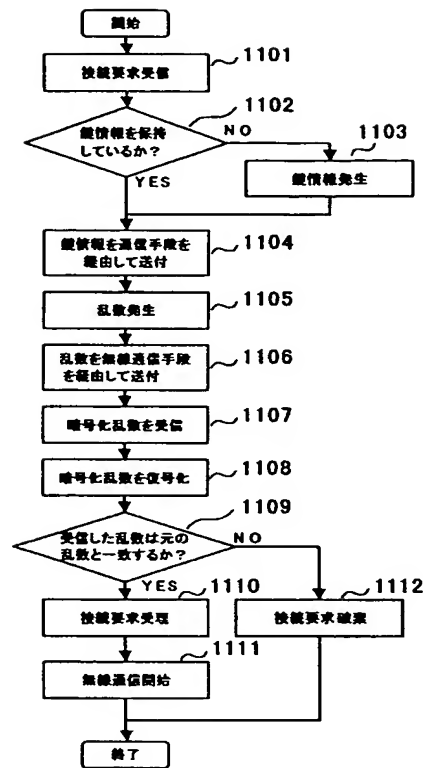 開始
接続要求受信
1101
1102
鍵情報を保持
しているか？
NO
1103
YES
鍵情報発生
1104
鍵情報を通信手段を
経由して送付
1105
乱数発生
1106
乱数を無線通信手段
を経由して送付
1107
暗号化乱数を受信
1108
暗号化乱数を復号化
1109
受信した乱数は元の
乱数と一致するか？
NO
YES
1110
1112
接続要求受理
接続要求破棄
1111
無線通信開始
終了